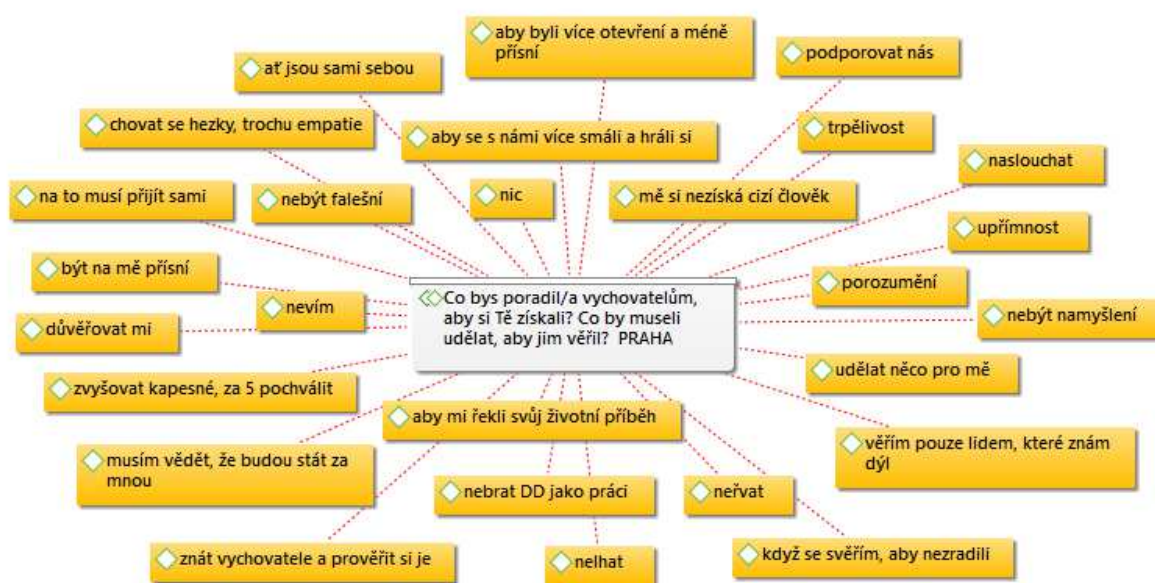 aby byli více otevření a méně
přísní
podporovat nás
ať jsou sami sebou
chovat se hezky, trochu empatie
aby se s námi více smáli a hráli si
trpělivost
naslouchat
na to musí přijít sami
nebýt falešní
nic
mě si nezíská cizí člověk
upřímnost
být na mě přísní
nevím
Co bys poradil/a vychovatelům,
aby si Tě získali? Co by museli
udělat, aby jim věřil? PRAHA
porozumění
nebýt namyšlení
důvěřovat mi
udělat něco pro mě
zvyšovat kapesné, za 5 pochválit
aby mi řekli svůj životní příběh
věřím pouze lidem, které znám
dýl
musím vědět, že budou stát za
mnou
nebrat DD jako práci
neřvat
znát vychovatele a prověřit si je
nelhat
když se svěřím, aby nezradili